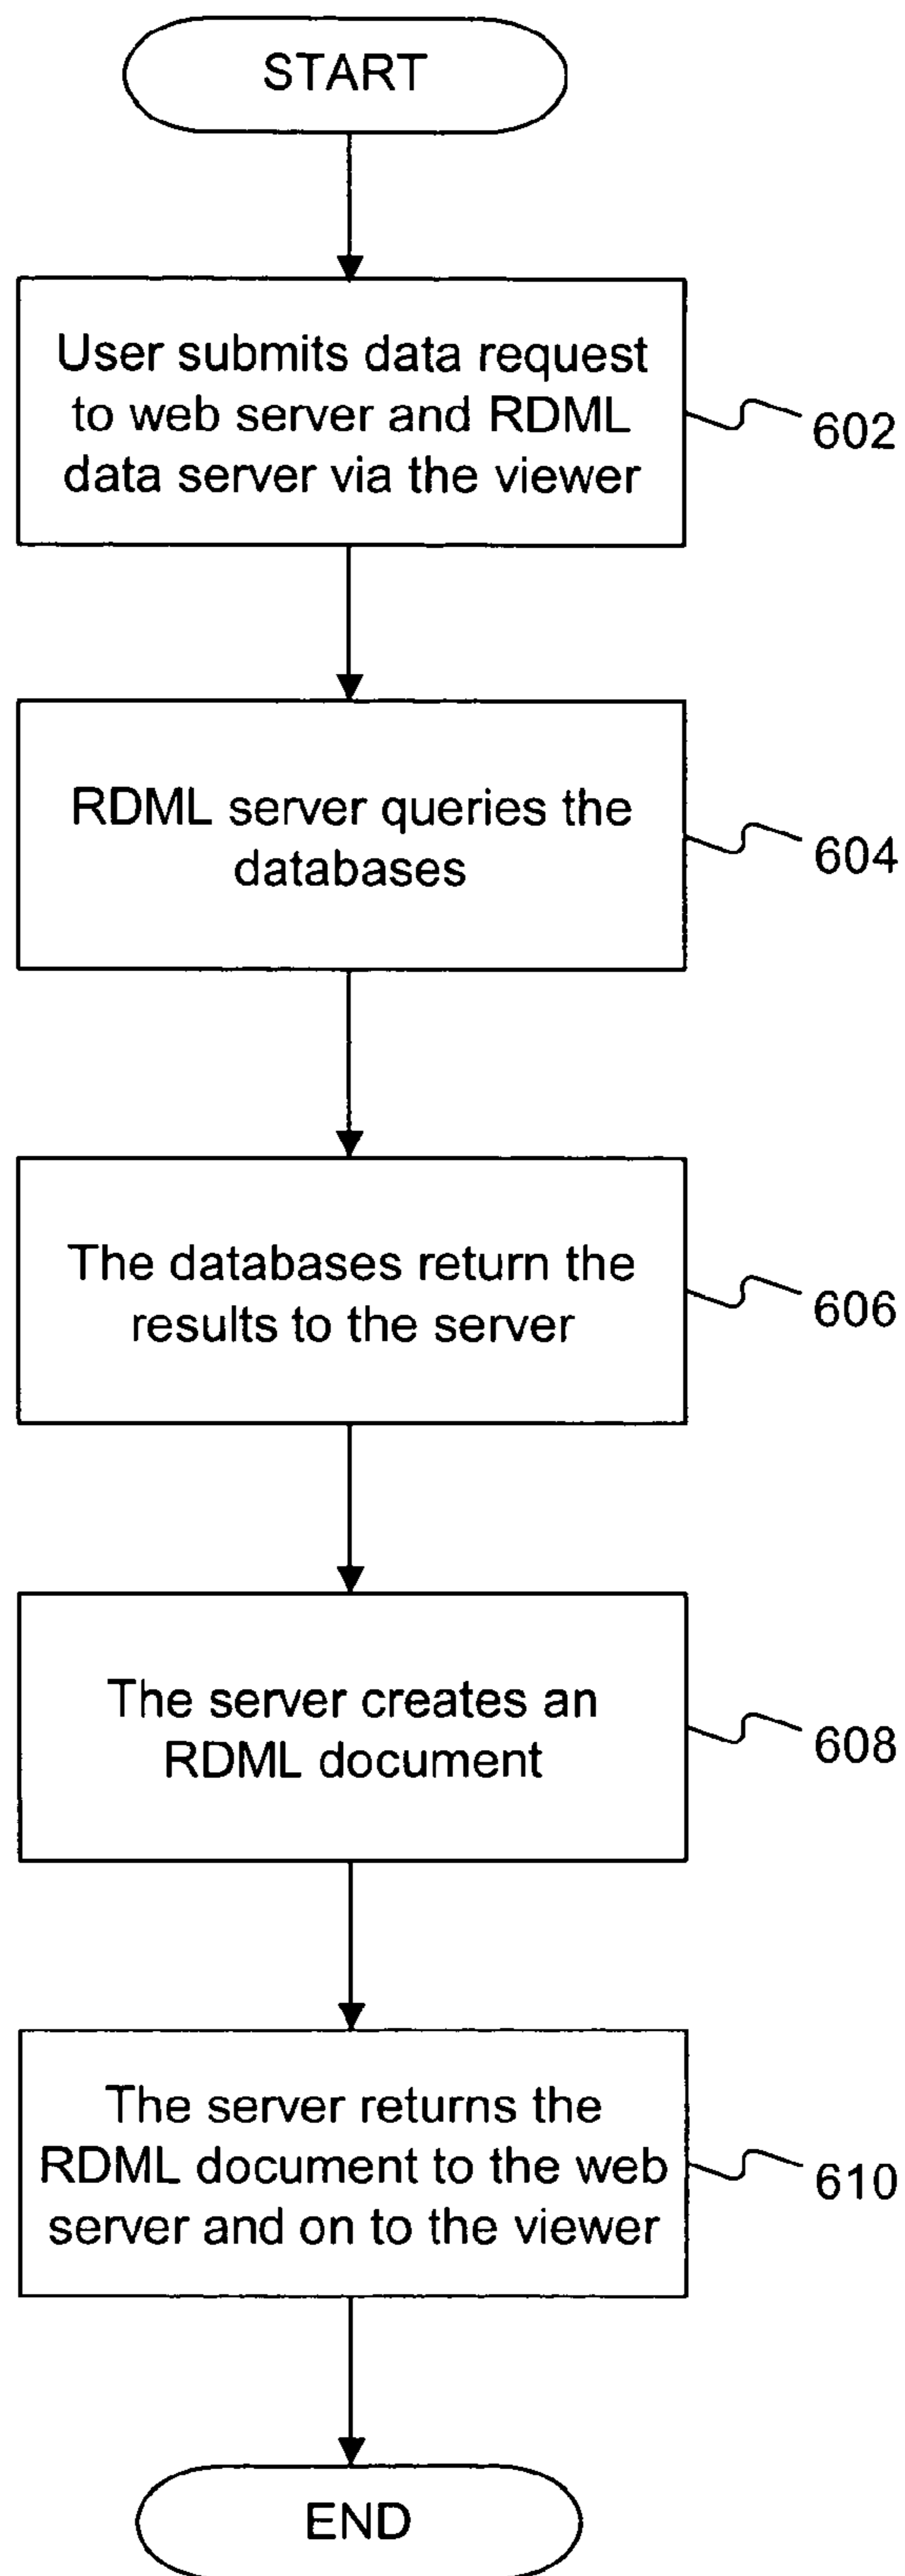 START
User submits data request
to web server and RDML
data server via the viewer
602
RDML server queries the
databases
604
The databases return the
results to the server
606
The server creates an
RDML document
608
The server returns the
RDML document to the web
server and on to the viewer
610
END